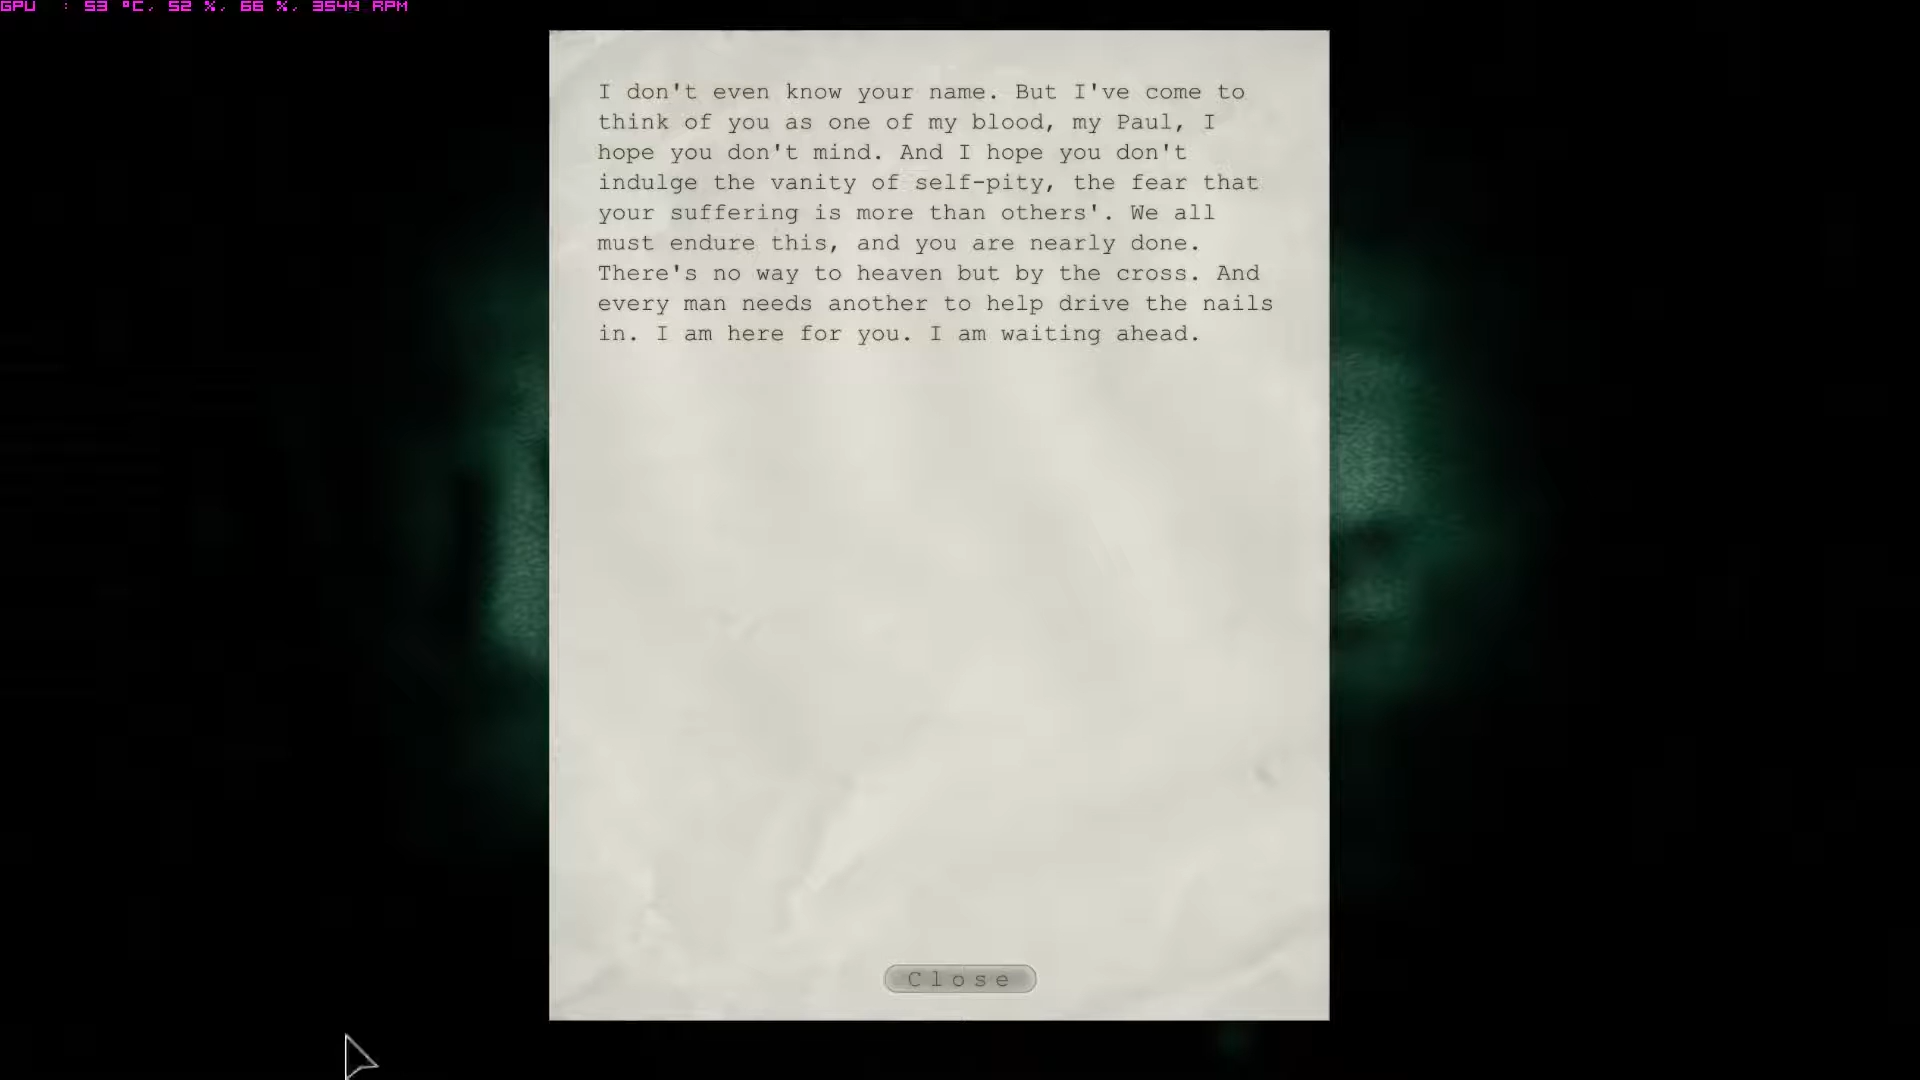 GPU : 53 °C, 52 %, 66 %, 3544 RPM
I don't even know your name. But I've come to
think of you as one of my blood, my Paul, I
hope you don't mind. And I hope you don't
indulge the vanity of self-pity, the fear that
your suffering is more than others'. We all
must endure this, and you are nearly done.
There's no way to heaven but by the cross. And
every man needs another to help drive the nails
in. I am here for you. I am waiting ahead.
Close